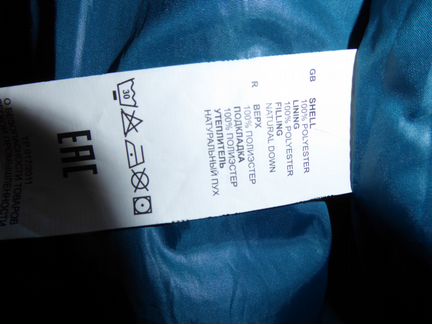 GB SHELL
100% POLYESTER
LINING
100% POLYESTER
FILLING
NATURAL DOWN
R ВЕРХ
100% ПОЛИЭСТЕР
ПОДКЛАДКА
100% ПОЛИЭСТЕР
УТЕПЛИТЕЛЬ
НАТУРАЛЬНЫЙ ПУХ
30
EAC
ТОВАРОВ